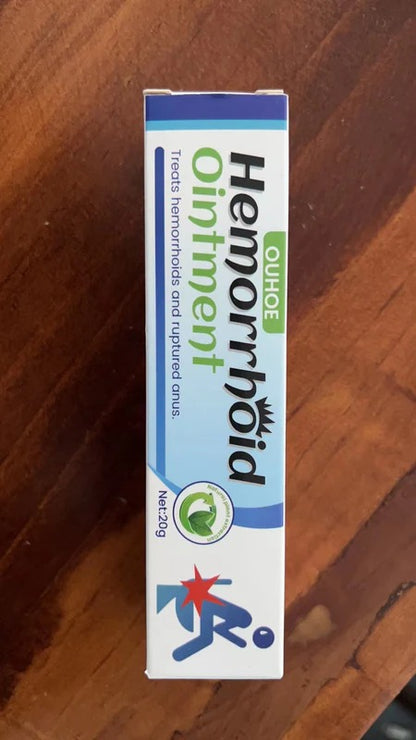 OUHOE
Hemorrhoid
Ointment
Treats hemorrhoids and ruptured anus.
Net:20g